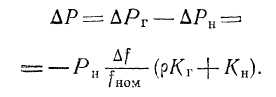 ΔP = ΔPг − ΔPн =
= − Pн Δf/fном (ρKг + Kн).